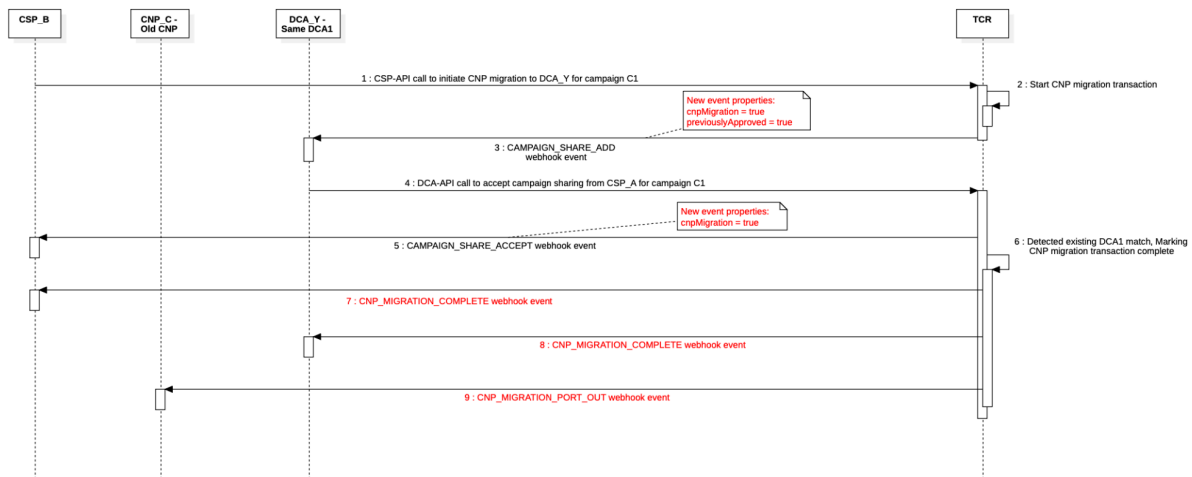 CSP_B
CNP_C -
Old CNP
DCA_Y -
Same DCA1
TCR
1 : CSP-API call to initiate CNP migration to DCA_Y for campaign C1
2 : Start CNP migration transaction
New event properties:
cnpMigration = true
previouslyApproved = true
3 : CAMPAIGN_SHARE_ADD
webhook event
4 : DCA-API call to accept campaign sharing from CSP_A for campaign C1
New event properties:
cnpMigration = true
5 : CAMPAIGN_SHARE_ACCEPT webhook event
6 : Detected existing DCA1 match, Marking
CNP migration transaction complete
7 : CNP_MIGRATION_COMPLETE webhook event
8 : CNP_MIGRATION_COMPLETE webhook event
9 : CNP_MIGRATION_PORT_OUT webhook event